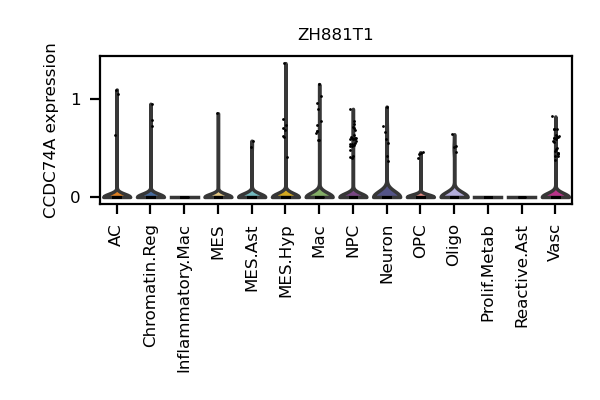 ZH881T1
CCDC74A expression
1
0
AC
Chromatin.Reg
Inflammatory.Mac
MES
MES.Ast
MES.Hyp
Mac
NPC
Neuron
OPC
Oligo
Prolif.Metab
Reactive.Ast
Vasc